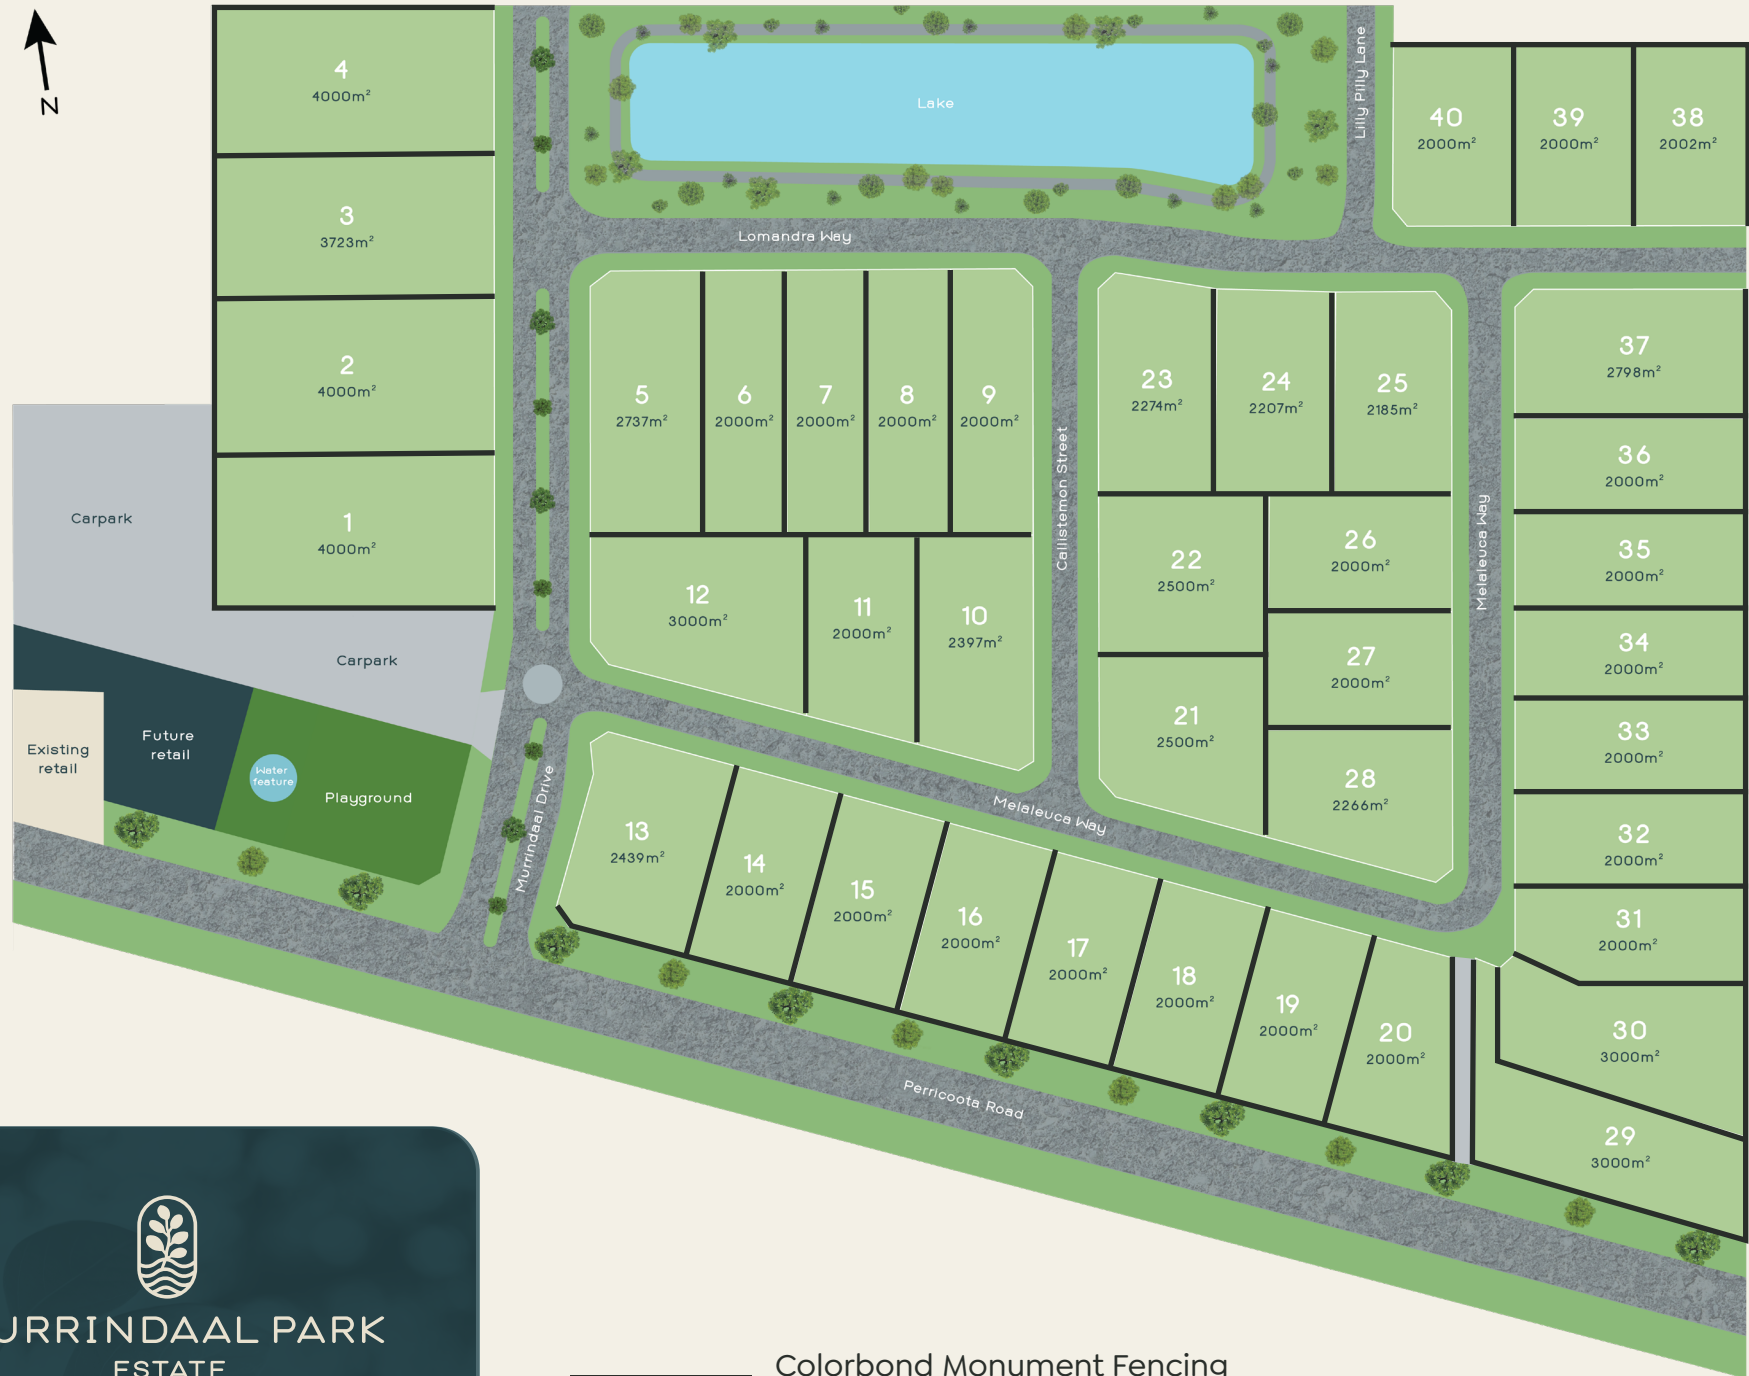 N
4
4000m²
3
3723m²
2
4000m²
1
4000m²
Carpark
Carpark
Existing
retail
Future
retail
Water
feature
Playground
Murrindaal Drive
Lake
Lilly Pilly Lane
Lomandra Way
40
2000m²
39
2000m²
38
2002m²
5
2737m²
6
2000m²
7
2000m²
8
2000m²
9
2000m²
12
3000m²
11
2000m²
10
2397m²
Callistemon Street
23
2274m²
24
2207m²
25
2185m²
22
2500m²
26
2000m²
21
2500m²
27
2000m²
28
2266m²
Melaleuca Way
37
2798m²
36
2000m²
35
2000m²
34
2000m²
33
2000m²
32
2000m²
31
2000m²
30
3000m²
29
3000m²
Melaleuca Way
13
2439m²
14
2000m²
15
2000m²
16
2000m²
17
2000m²
18
2000m²
19
2000m²
20
2000m²
Perricoota Road
URRINDAAL PARK
ESTATE
Colorbond Monument Fencing